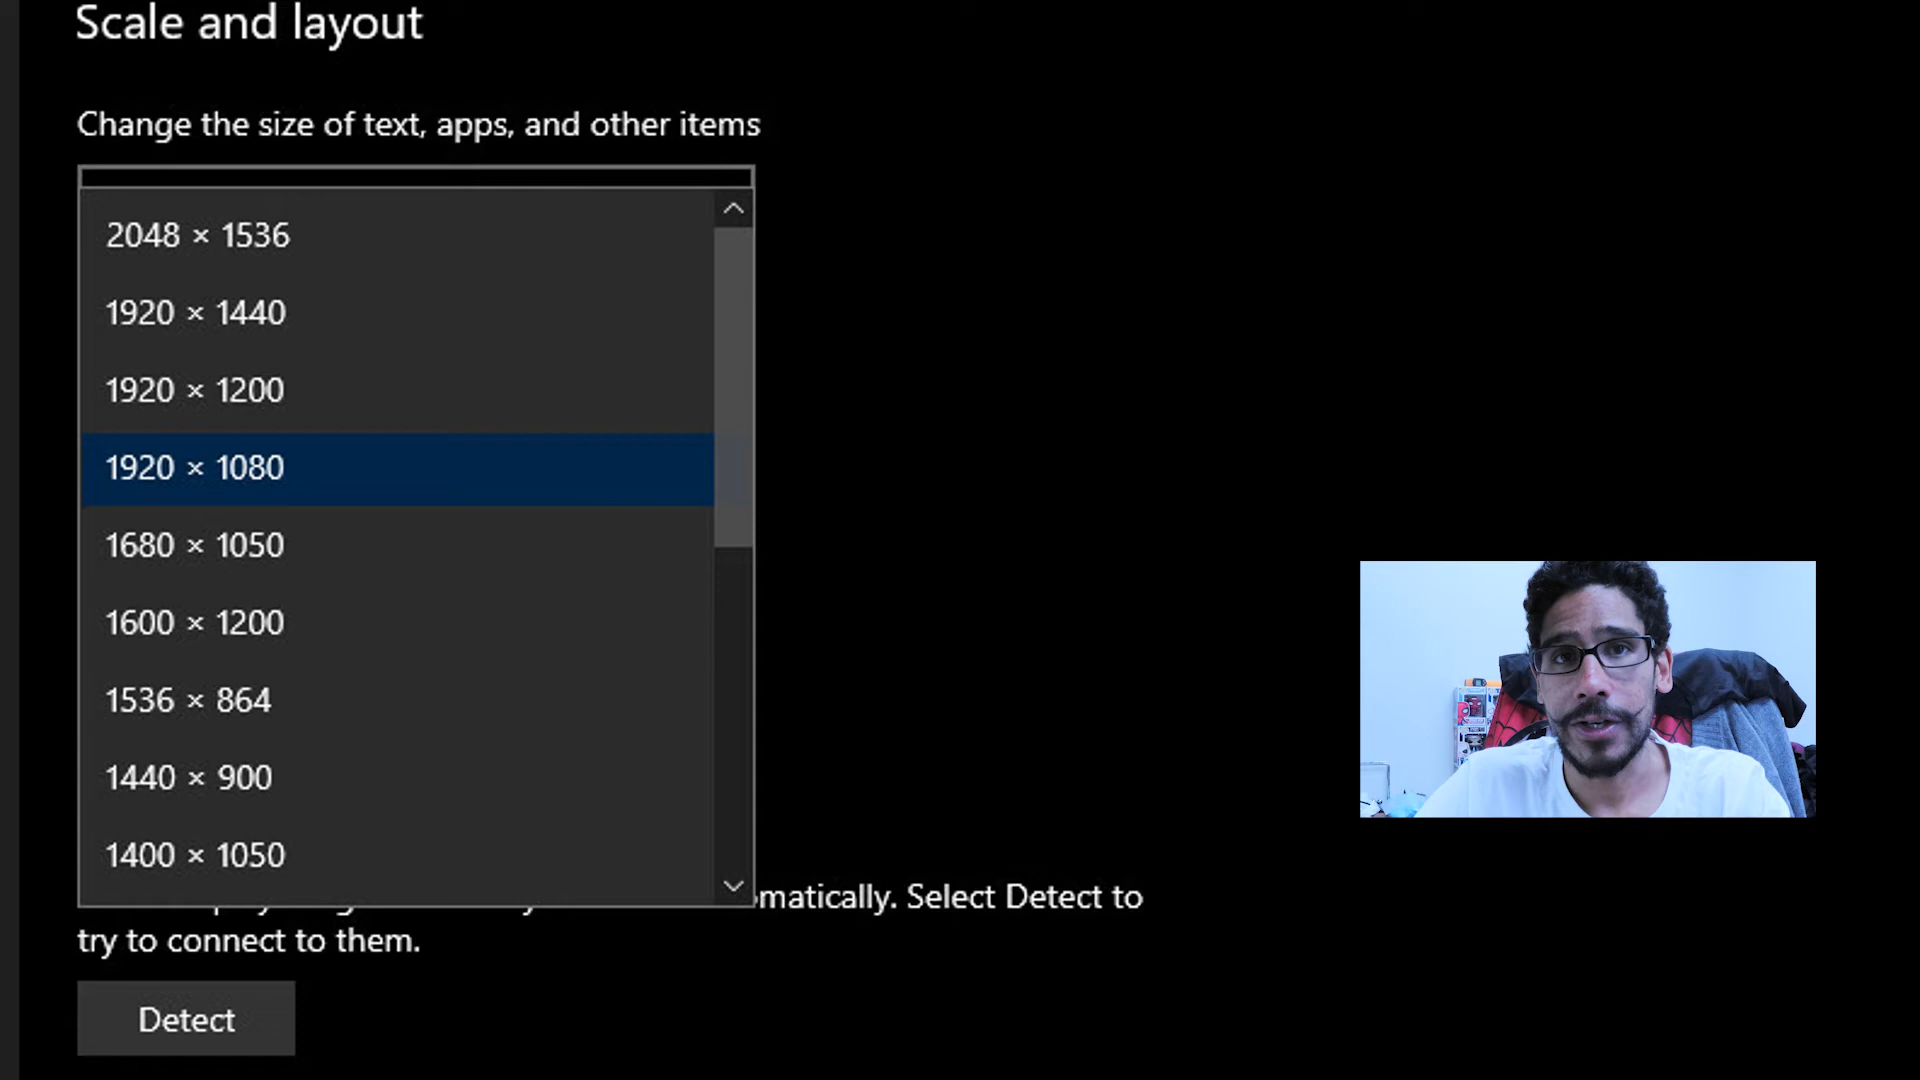 Scale and layout
Change the size of text, apps, and other items
2048 × 1536
1920 × 1440
1920 × 1200
1920 × 1080
1680 × 1050
1600 × 1200
1536 × 864
1440 × 900
1400 × 1050
matically. Select Detect to
try to connect to them.
Detect